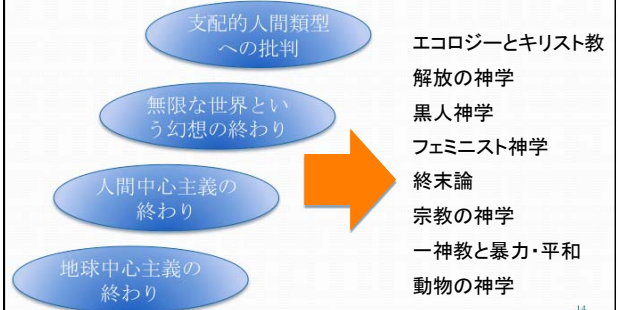 支配的人間類型
への批判
無限な世界とい
う幻想の終わり
人間中心主義の
終わり
地球中心主義の
終わり
エコロジーとキリスト教
解放の神学
黒人神学
フェミニスト神学
終末論
宗教の神学
一神教と暴力・平和
動物の神学
14